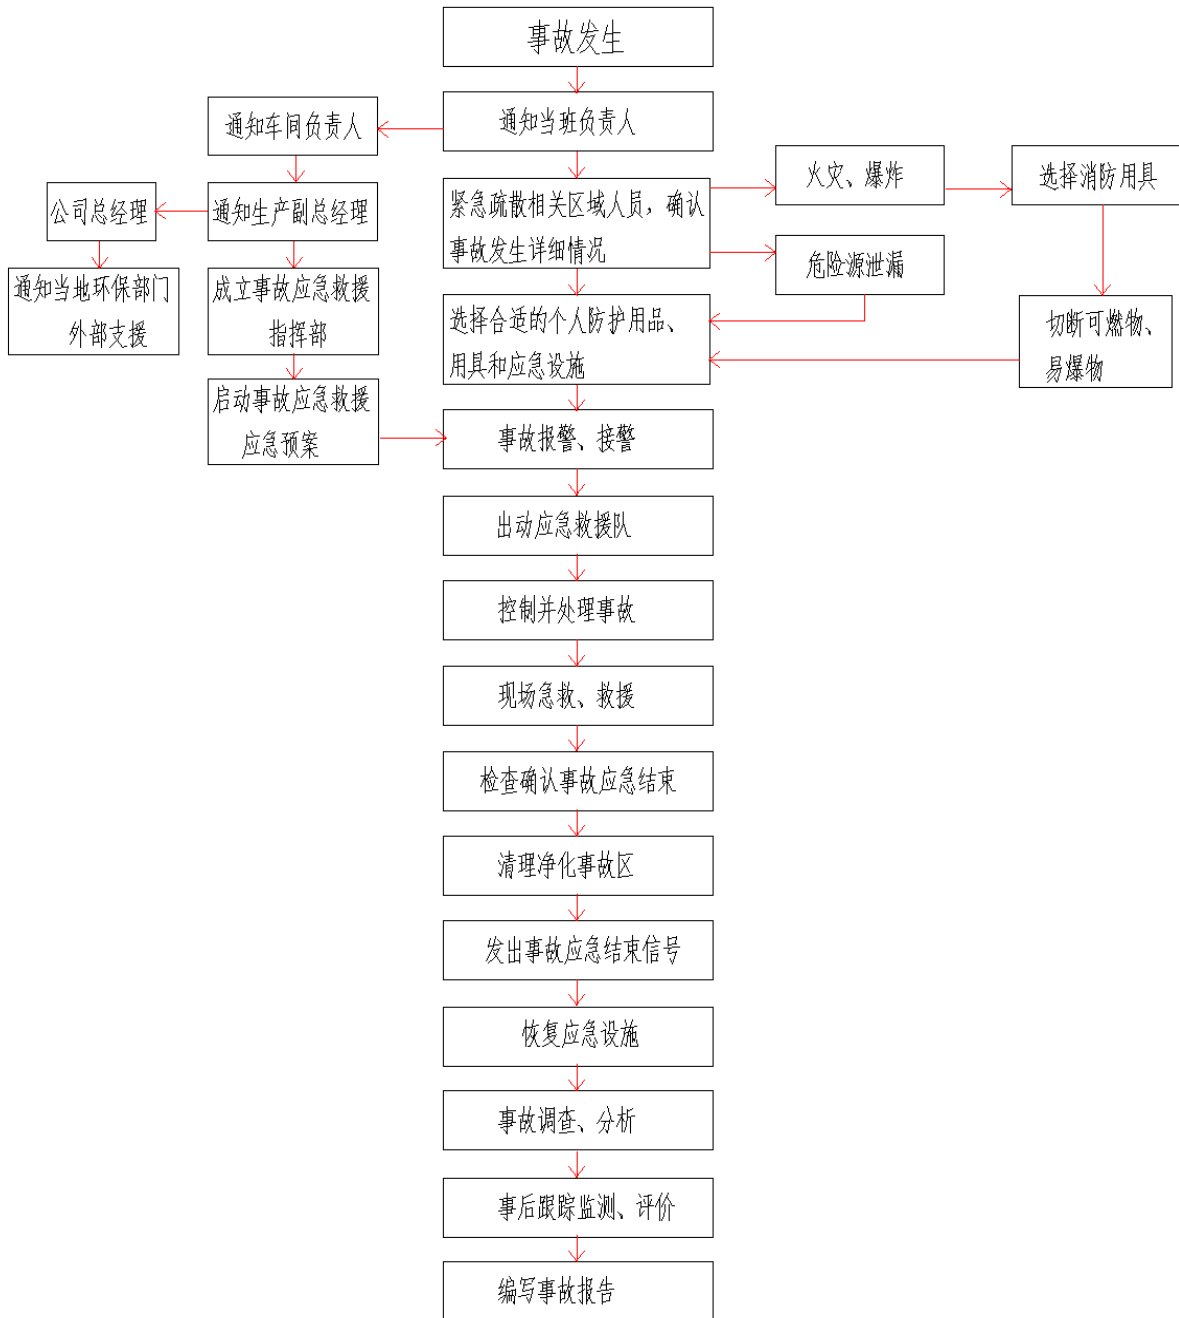 事故发生
通知当班负责人
通知车间负责人
火灾、爆炸
选择消防用具
紧急疏散相关区域人员，确认
事故发生详细情况
公司总经理
通知生产副总经理
危险源泄漏
通知当地环保部门
外部支援
成立事故应急救援
指挥部
选择合适的个人防护用品、
用具和应急设施
切断可燃物、
易爆物
启动事故应急救援
应急预案
事故报警、接警
出动应急救援队
控制并处理事故
现场急救、救援
检查确认事故应急结束
清理净化事故区
发出事故应急结束信号
恢复应急设施
事故调查、分析
事后跟踪监测、评价
编写事故报告